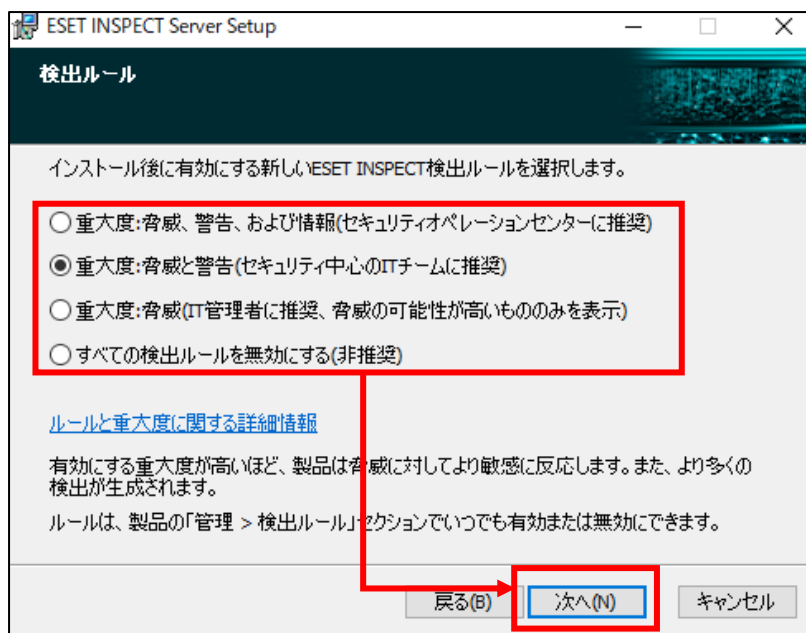 ESET INSPECT Server Setup
検出ルール
インストール後に有効にする新しいESET INSPECT検出ルールを選択します。
重大度:脅威、警告、および情報(セキュリティオペレーションセンターに推奨)
重大度:脅威と警告(セキュリティ中心のITチームに推奨)
重大度:脅威(IT管理者に推奨、脅威の可能性が高いもののみを表示)
すべての検出ルールを無効にする(非推奨)
ルールと重大度に関する詳細情報
有効にする重大度が高いほど、製品は脅威に対してより敏感に反応します。また、より多くの
検出が生成されます。
ルールは、製品の「管理 > 検出ルール」セクションでいつでも有効または無効にできます。
戻る(B) 次へ(N) キャンセル